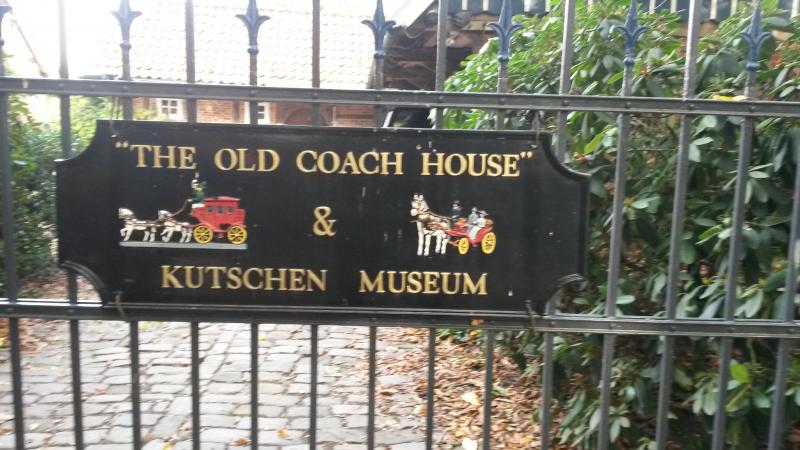 "THE OLD COACH HOUSE"
&
KUTSCHEN MUSEUM